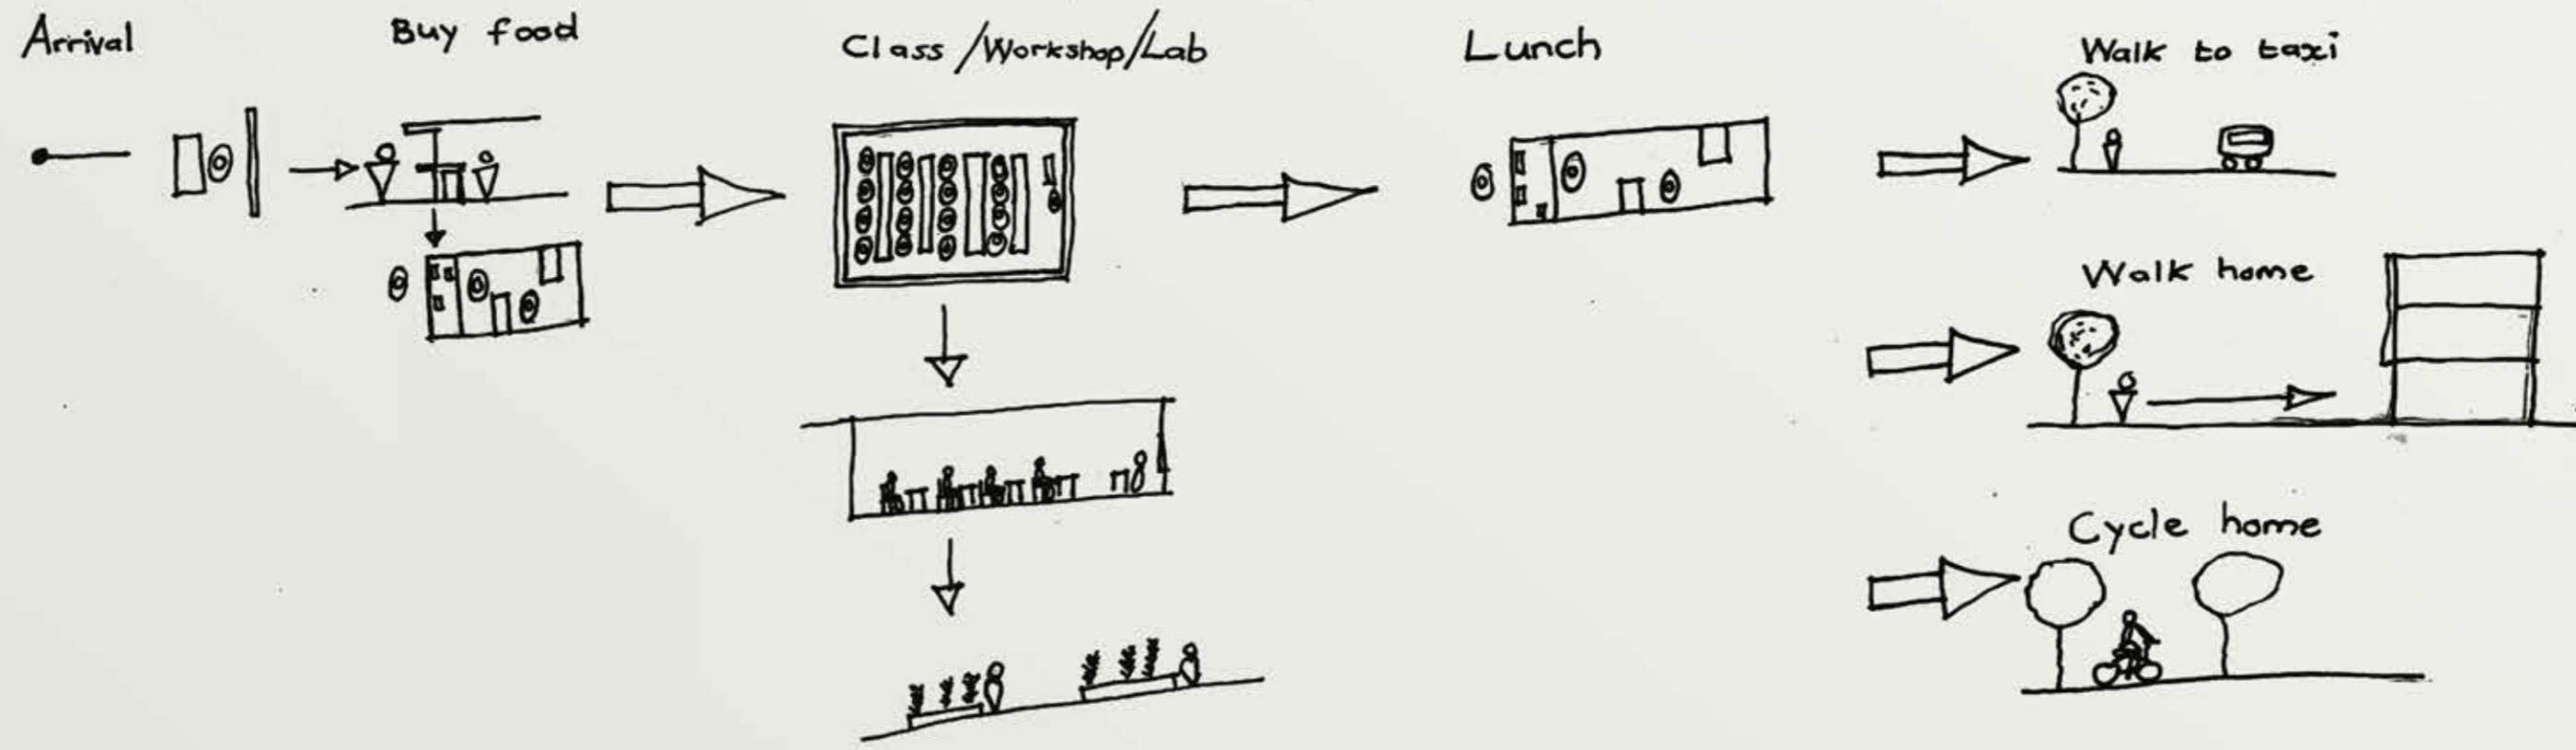 Arrival
Buy food
Class/Workshop/Lab
Lunch
Walk to taxi
Walk home
Cycle home